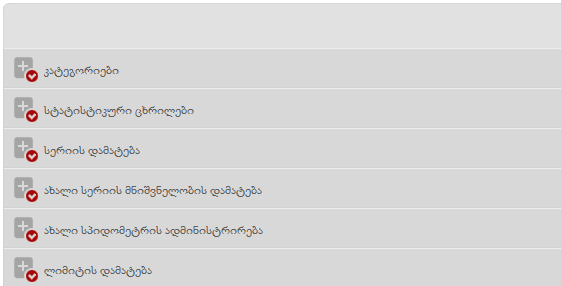 კატეგორიები
სტატისტიკური ცხრილები
სერიის დამატება
ახალი სერიის მნიშვნელობის დამატება
ახალი სპიდომეტრის ადმინისტრირება
ლიმიტის დამატება